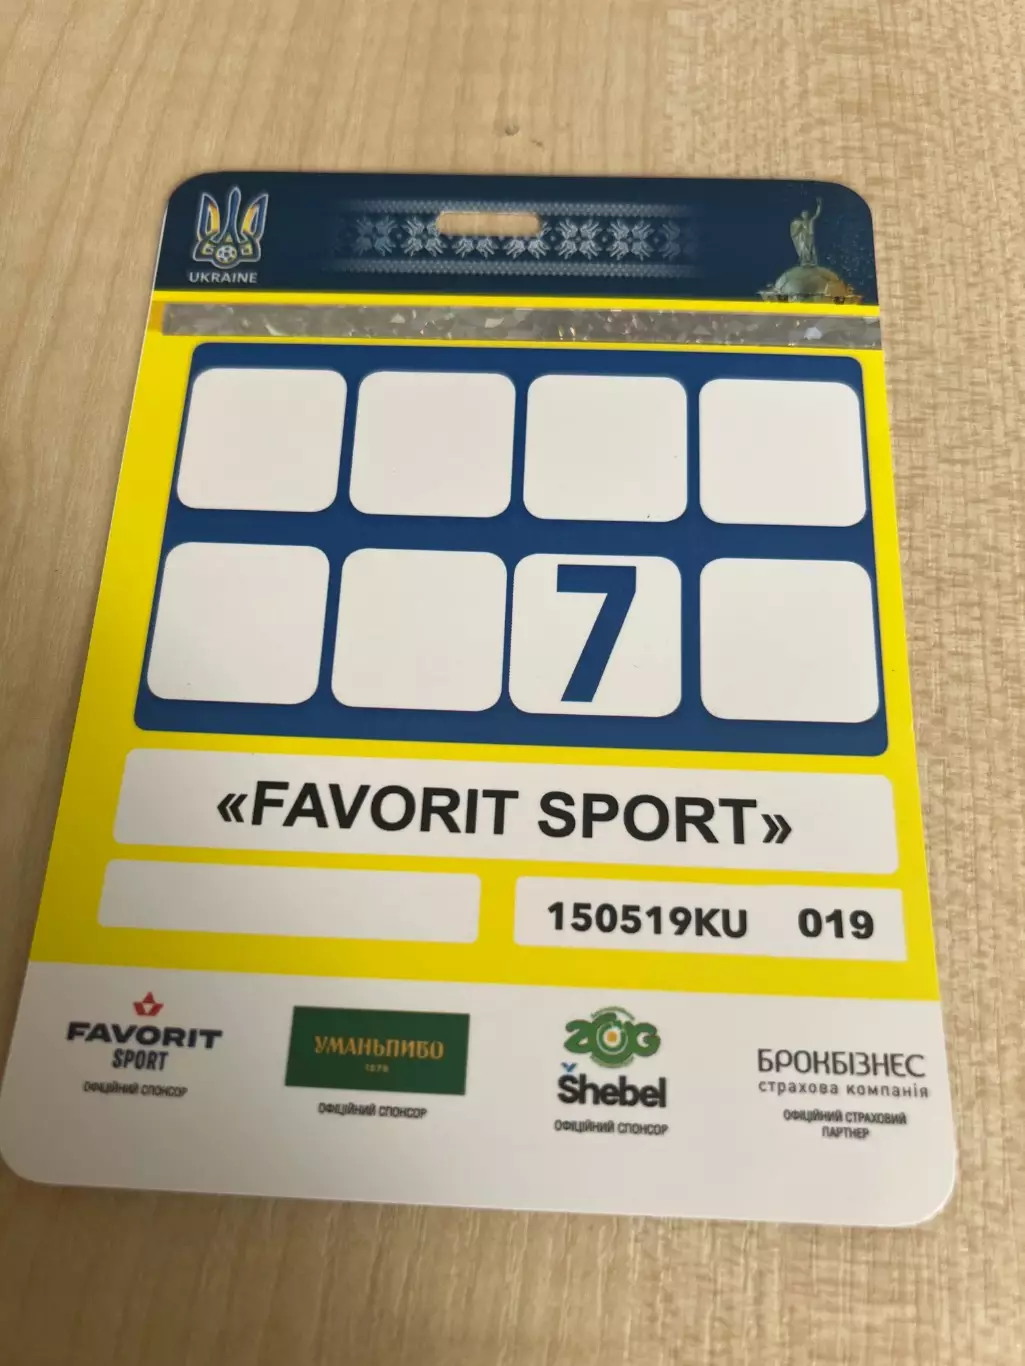 UKRAINE
7
«FAVORIT SPORT»
150519KU 019
FAVORIT
SPORT
ОФІЦІЙНИЙ СПОНСОР
УМАНЬПИВО
1878
ОФІЦІЙНИЙ СПОНСОР
Šhebel
ОФІЦІЙНИЙ СПОНСОР
БРОКБІЗНЕС
страхова компанія
ОФІЦІЙНИЙ СТРАХОВИЙ
ПАРТНЕР